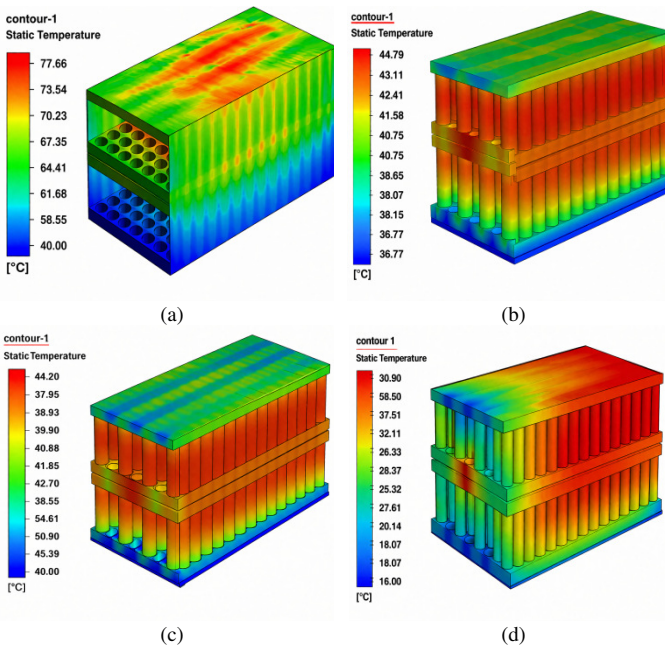 contour-1
Static Temperature
77.66
73.54
70.23
67.35
64.41
61.68
58.55
40.00
[°C]
(a)
contour-1
Static Temperature
44.79
43.11
42.41
41.58
40.75
40.75
38.65
38.07
38.15
38.77
36.77
[°C]
(b)
contour-1
Static Temperature
44.20
37.95
38.93
39.90
41.88
41.85
42.70
38.55
54.61
50.90
45.39
40.00
[°C]
(c)
contour 1
Static Temperature
30.90
58.50
37.51
32.11
26.33
28.37
25.32
27.61
20.14
18.07
18.07
16.00
[°C]
(d)